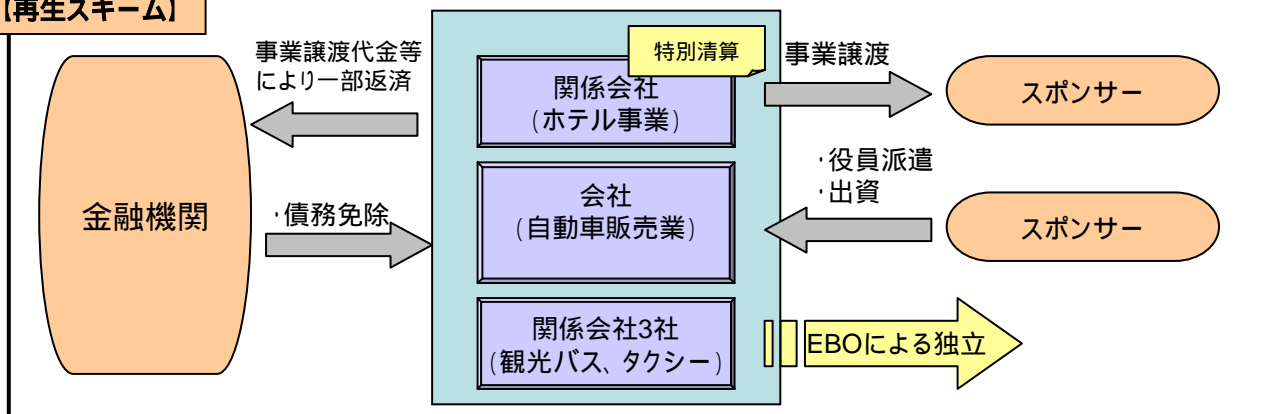 【再生スキーム】
事業譲渡代金等
により一部返済
特別清算
事業譲渡
関係会社
(ホテル事業)
スポンサー
・役員派遣
・出資
金融機関
・債務免除
会社
(自動車販売業)
スポンサー
関係会社3社
(観光バス、タクシー)
EBOによる独立